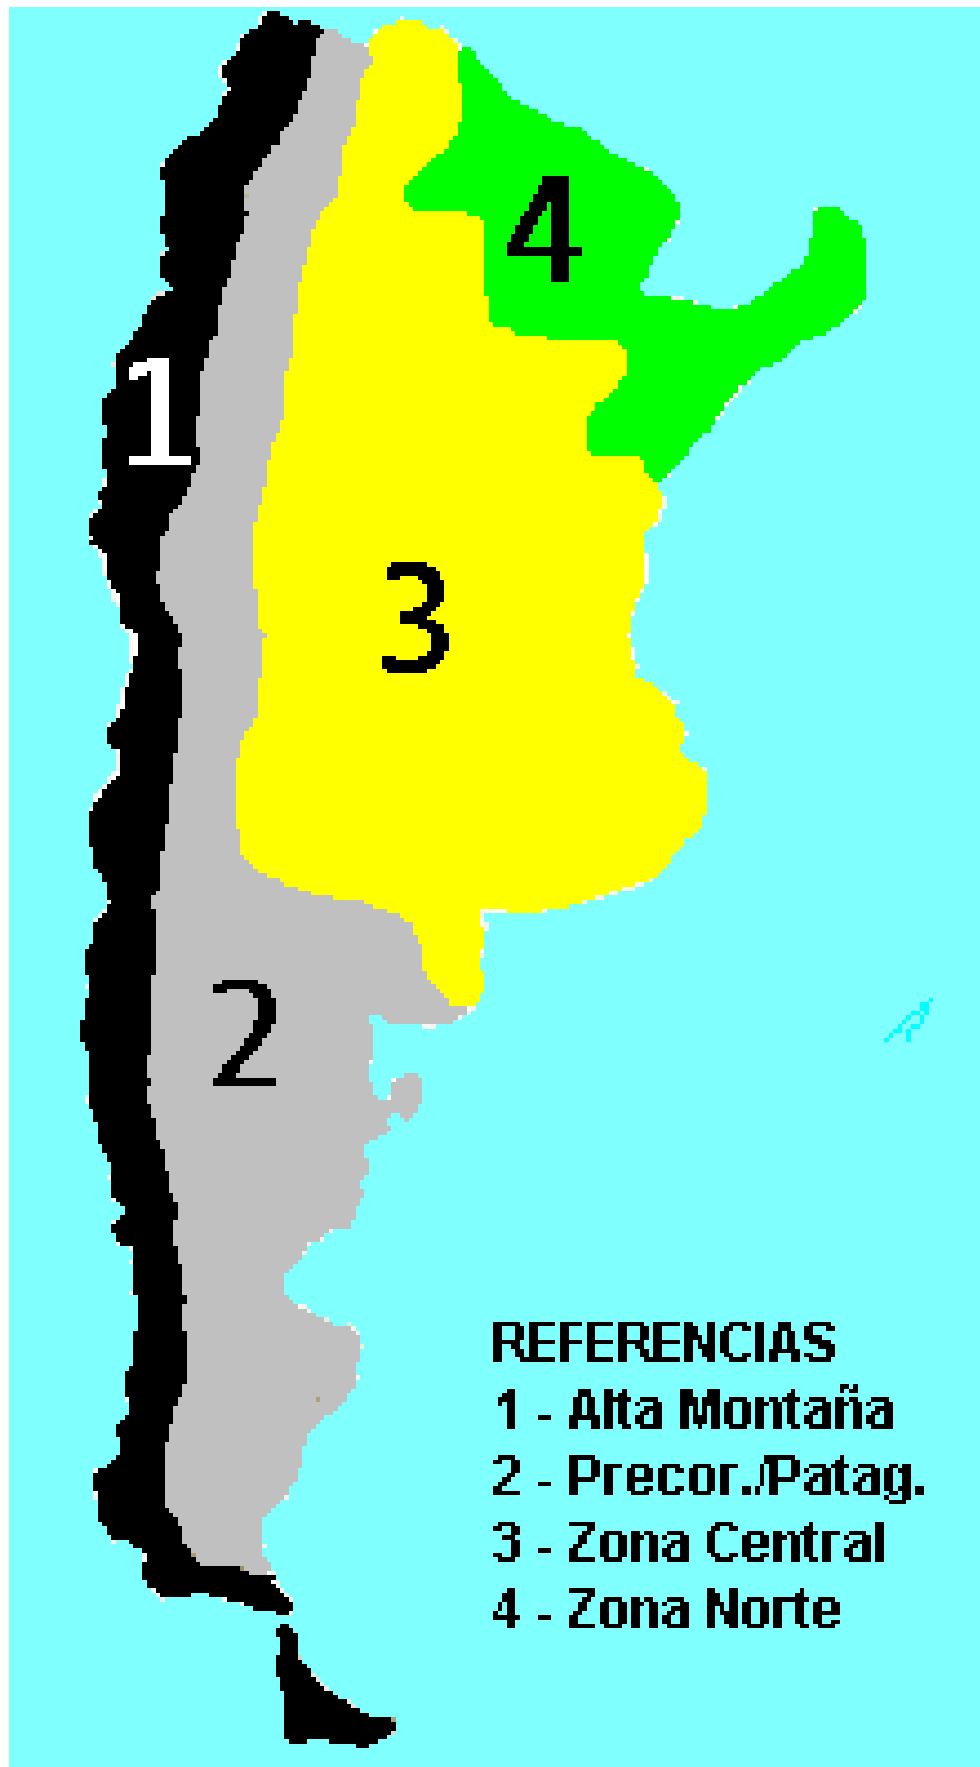 4
1
3
2
REFERENCIAS
1 - Alta Montaña
2 - Precor./Patag.
3 - Zona Central
4 - Zona Norte